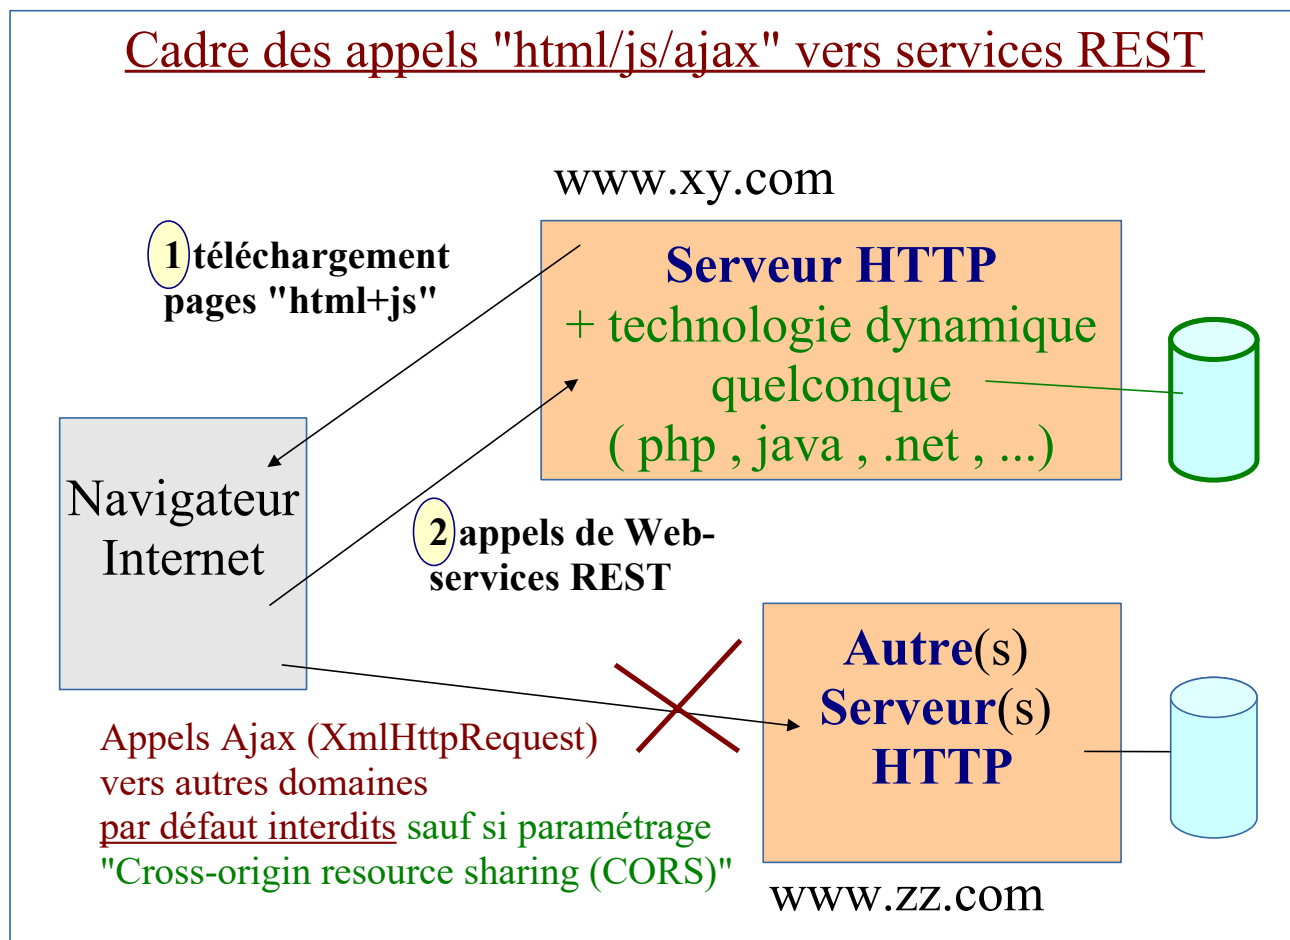 Cadre des appels "html/js/ajax" vers services REST
www.xy.com
1 téléchargement
pages "html+js"
Serveur HTTP
+ technologie dynamique
quelconque
( php , java , .net , ...)
Navigateur
Internet
2 appels de Web-
services REST
Autre(s)
Serveur(s)
HTTP
Appels Ajax (XmlHttpRequest)
vers autres domaines
par défaut interdits sauf si paramétrage
"Cross-origin resource sharing (CORS)"
www.zz.com